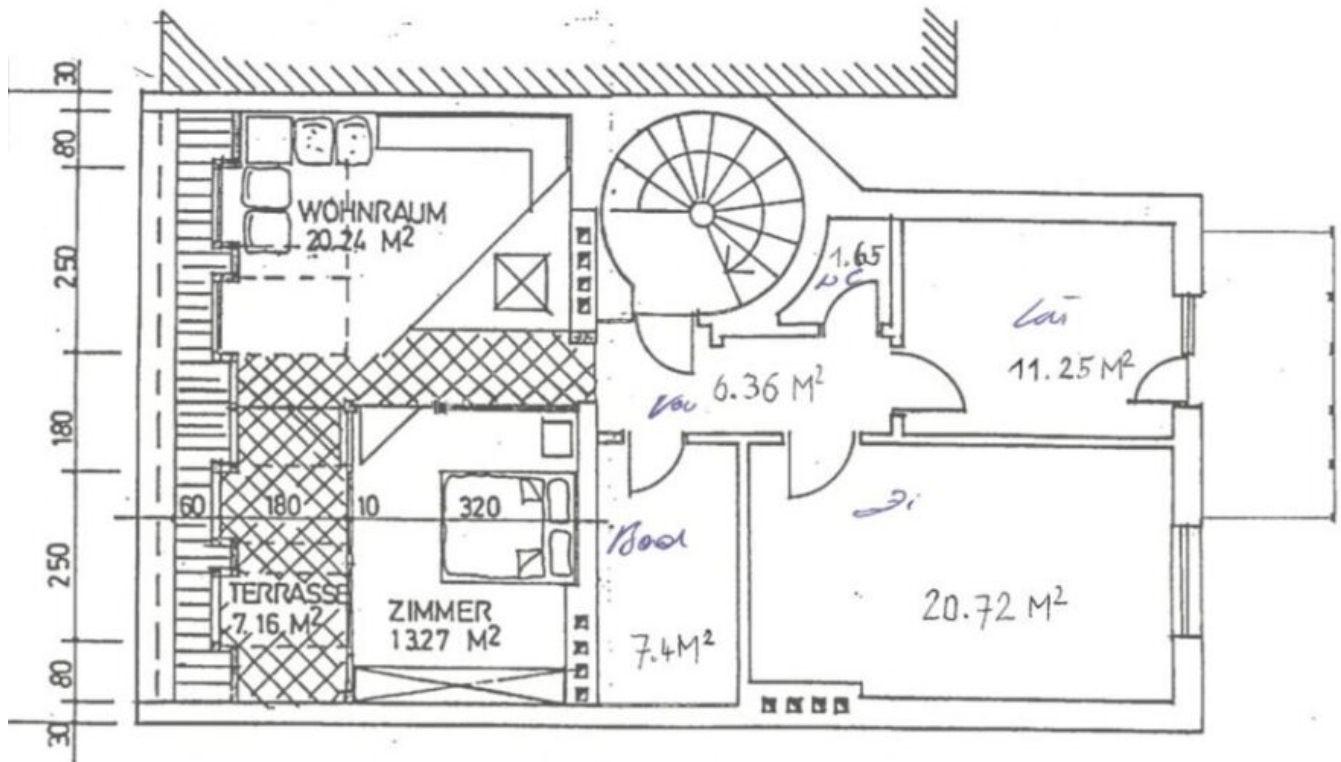 30
80
250
180
250
80
30
WOHNRAUM
20.24 M²
1.65
WC
11.25 M²
6.36 M²
60
180
10
320
Bad
TERRASSE
7.16 M²
ZIMMER
13.27 M²
7.4 M²
Zi
20.72 M²